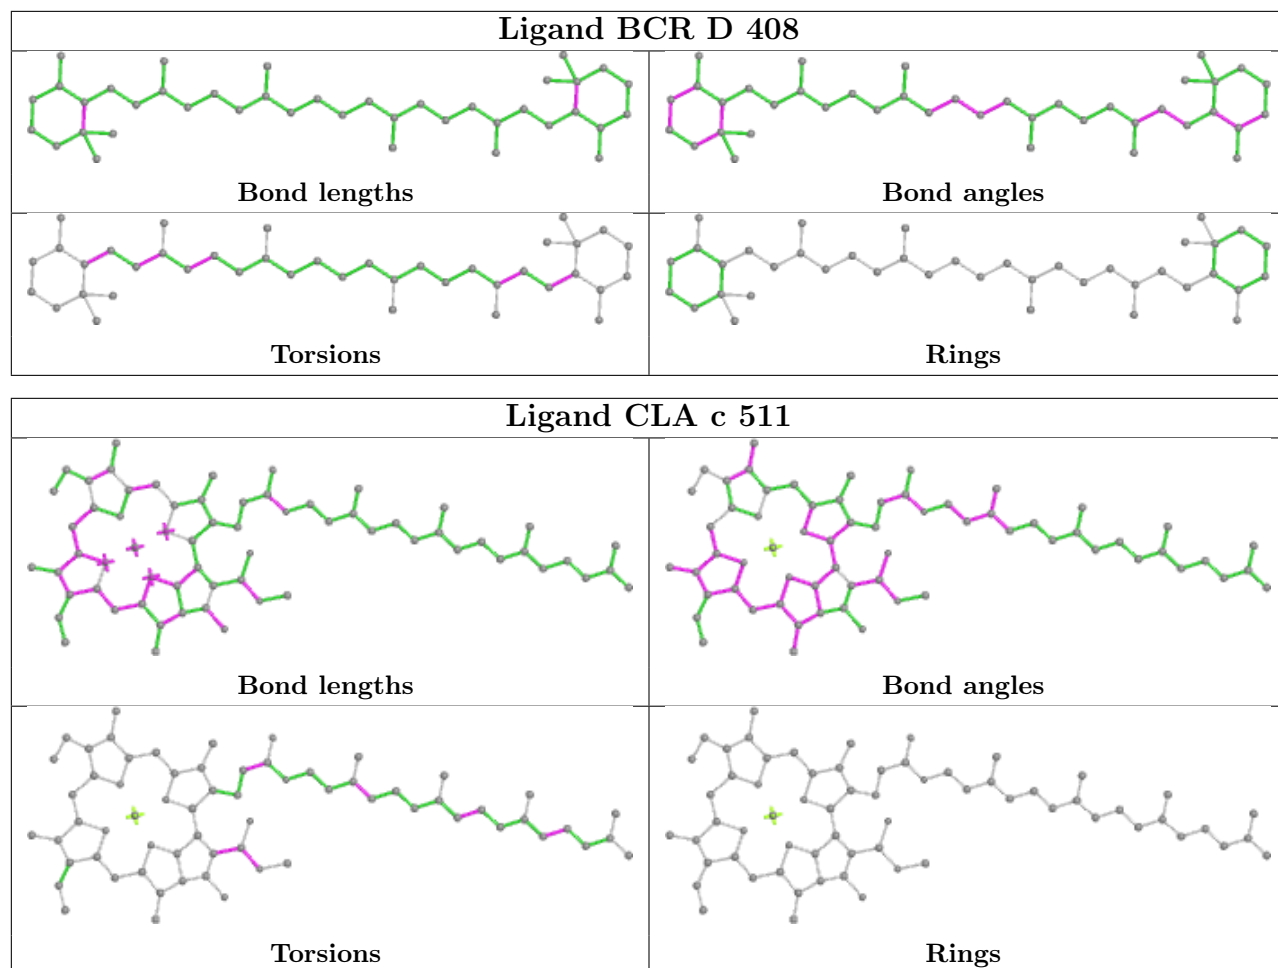 Ligand BCR D 408
Bond lengths
Bond angles
Torsions
Rings
Ligand CLA c 511
Bond lengths
Bond angles
Torsions
Rings